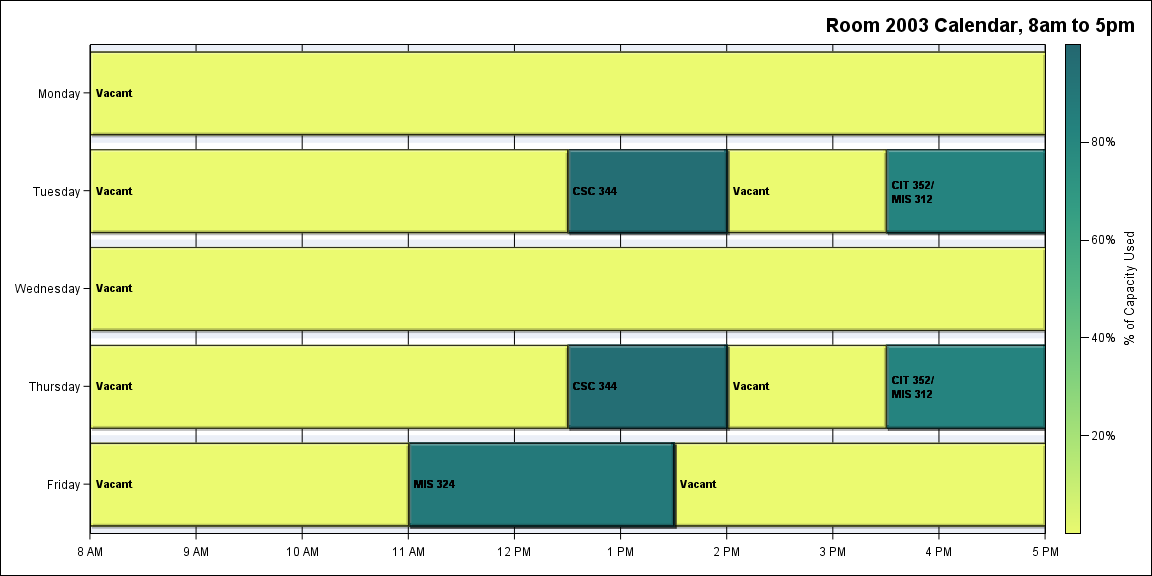 Room 2003 Calendar, 8am to 5pm
Monday
Vacant
Tuesday
Vacant
CSC 344
Vacant
CIT 352/
MIS 312
Wednesday
Vacant
Thursday
Vacant
CSC 344
Vacant
CIT 352/
MIS 312
Friday
Vacant
MIS 324
Vacant
8 AM
9 AM
10 AM
11 AM
12 PM
1 PM
2 PM
3 PM
4 PM
5 PM
80%
60%
40%
20%
% of Capacity Used